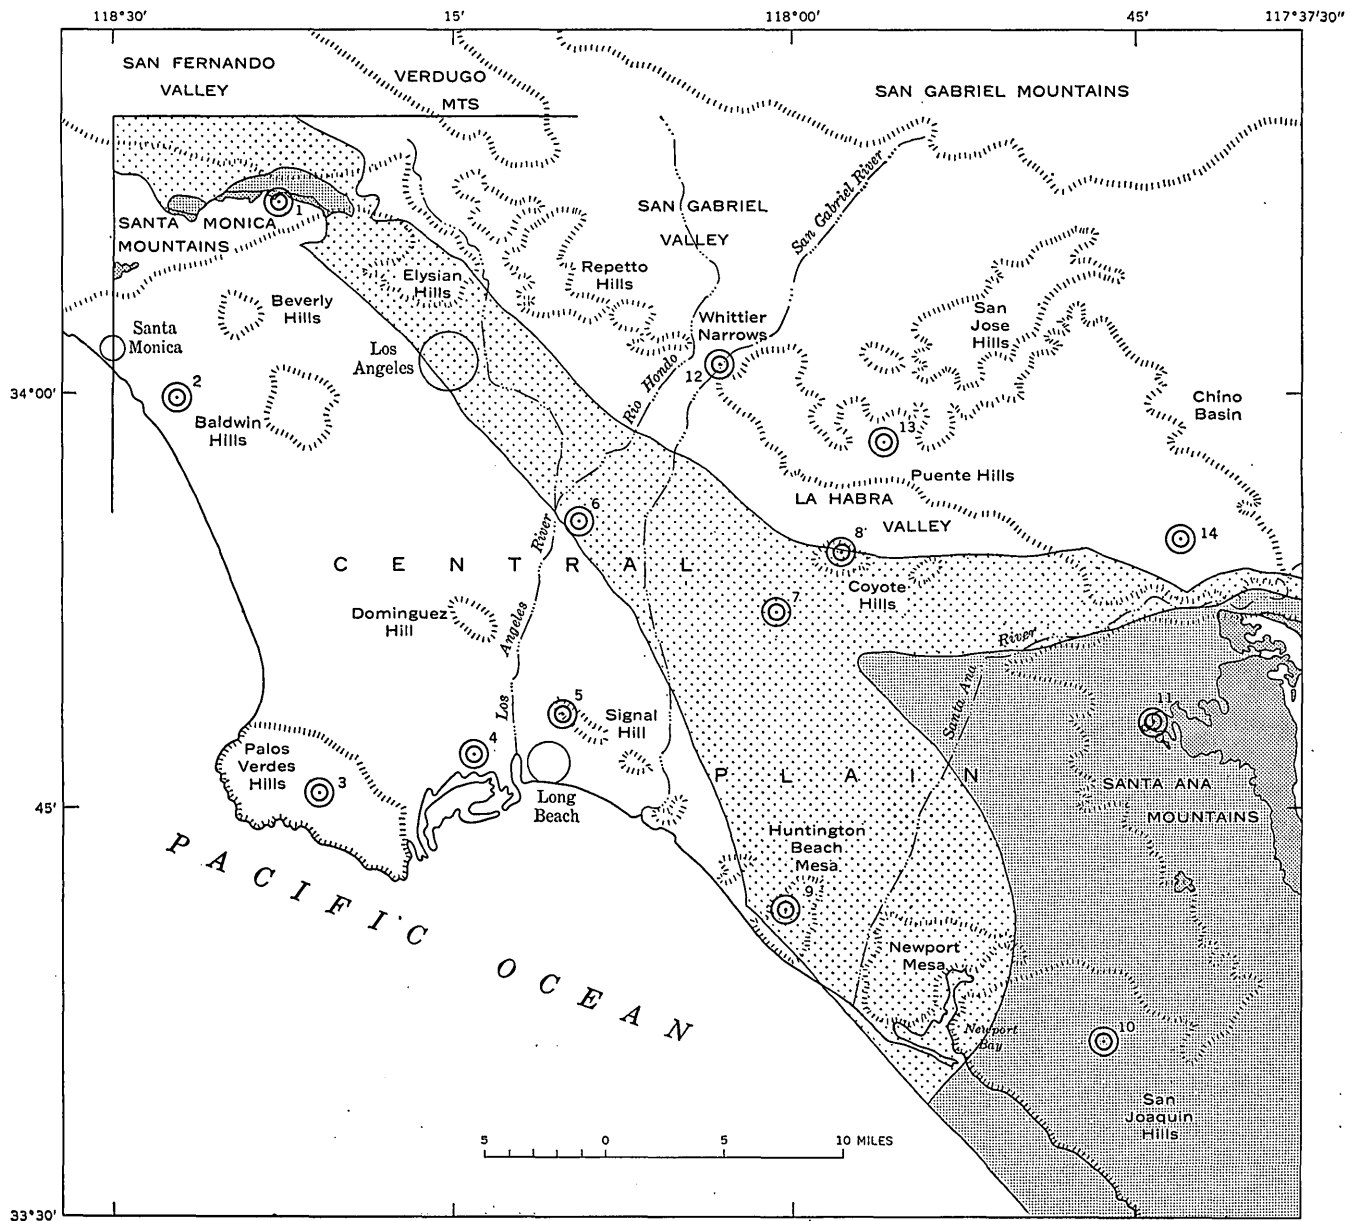 118°30'
15'
118°00'
45'
117°37'30"
SAN FERNANDO
VALLEY
VERDUGO
MTS
SAN GABRIEL MOUNTAINS
San Gabriel River
SAN GABRIEL
VALLEY
1
SANTA MONICA
MOUNTAINS
Elysian
Hills
Repetto
Hills
Beverly
Hills
Santa
Monica
Los
Angeles
Whittier
Narrows
San
Jose
Hills
12
Rio Hondo
34°00'
2
Baldwin
Hills
Chino
Basin
13
Puente Hills
LA HABRA
VALLEY
6
8
14
River
CENTRAL
Coyote
Hills
7
Dominguez
Hill
Angeles
River
Santa Ana
Los
5
Signal
Hill
11
4
Palos
Verdes
Hills
3
PLAIN
SANTA ANA
MOUNTAINS
45'
Long
Beach
Huntington
Beach
Mesa
9
PACIFIC OCEAN
Newport
Mesa
Newport
Bay
10
San
Joaquin
Hills
5 0 5 10 MILES
33°30'